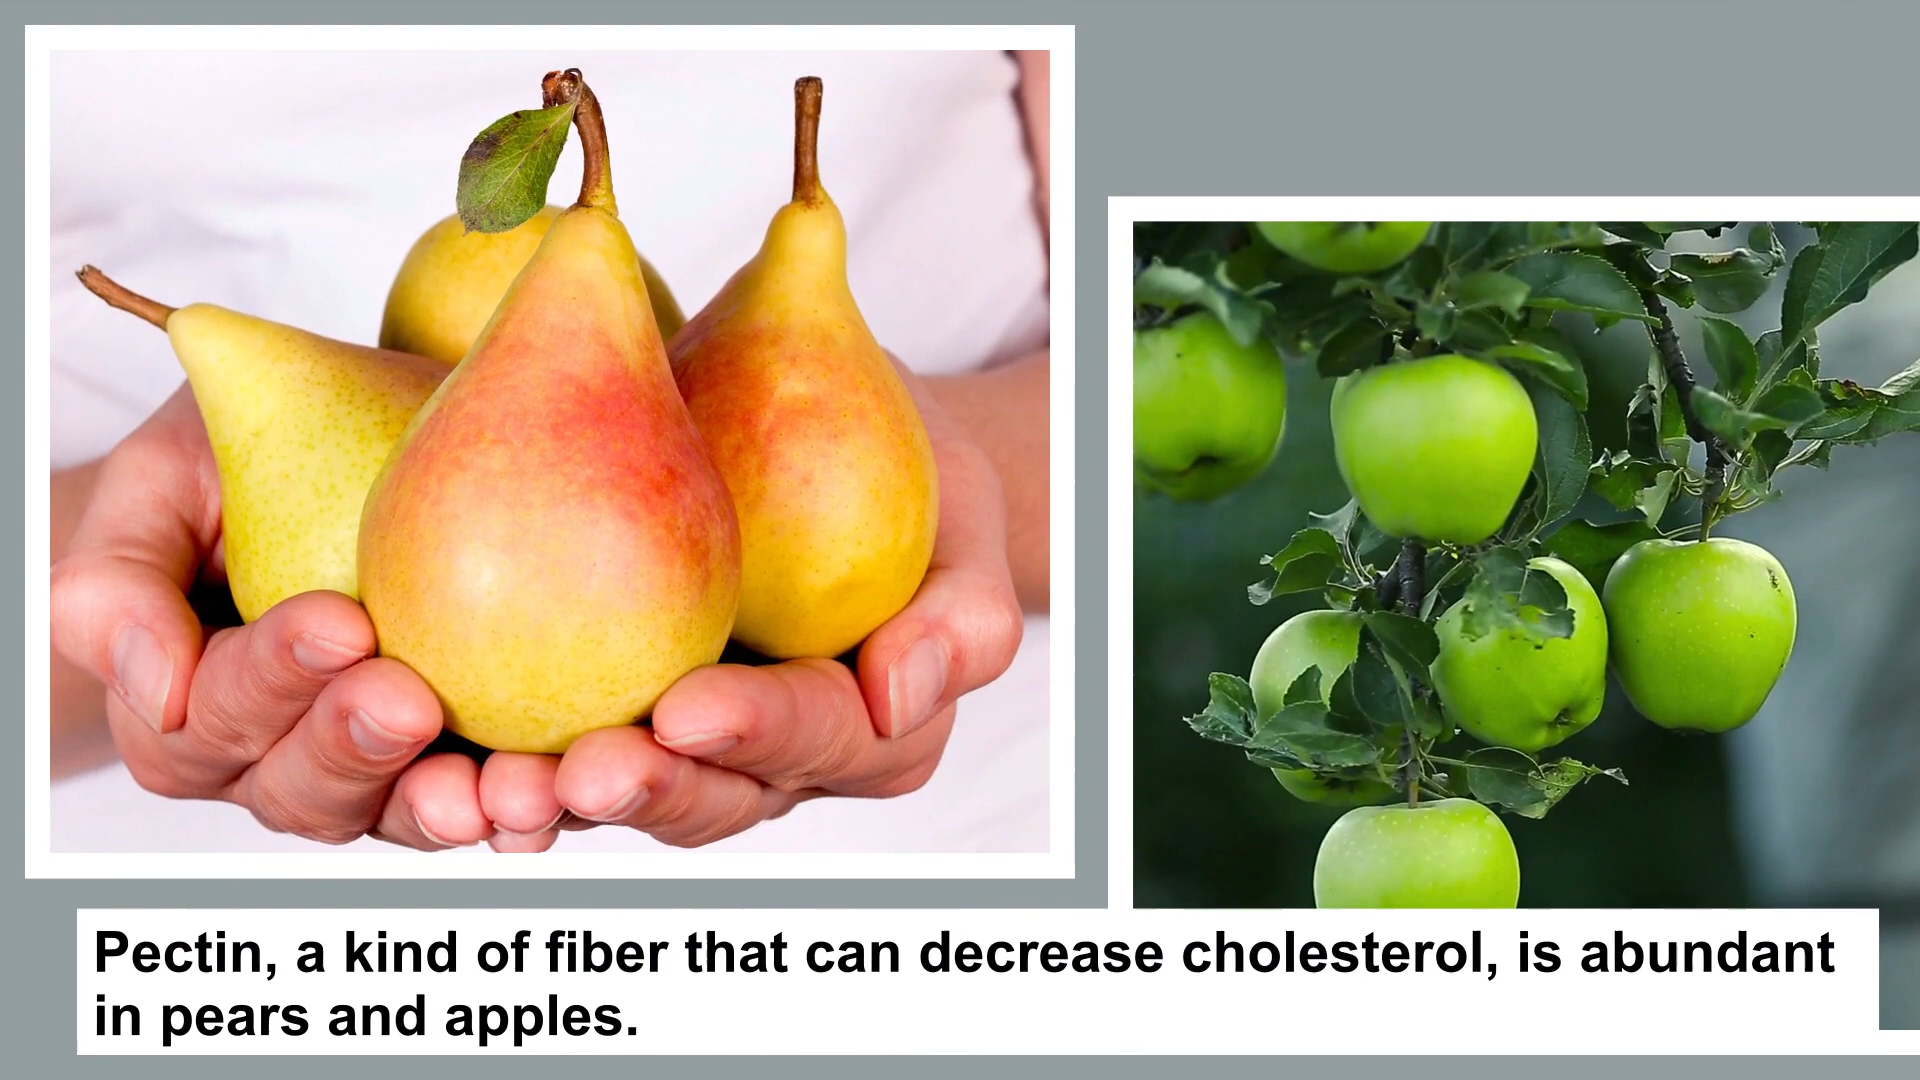 Pectin, a kind of fiber that can decrease cholesterol, is abundant
in pears and apples.